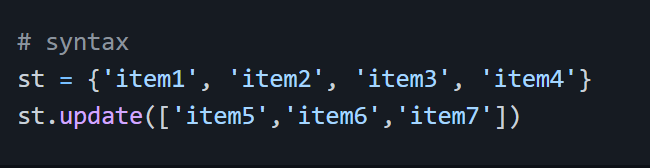 # syntax
st = {'item1', 'item2', 'item3', 'item4'}
st.update(['item5','item6','item7'])